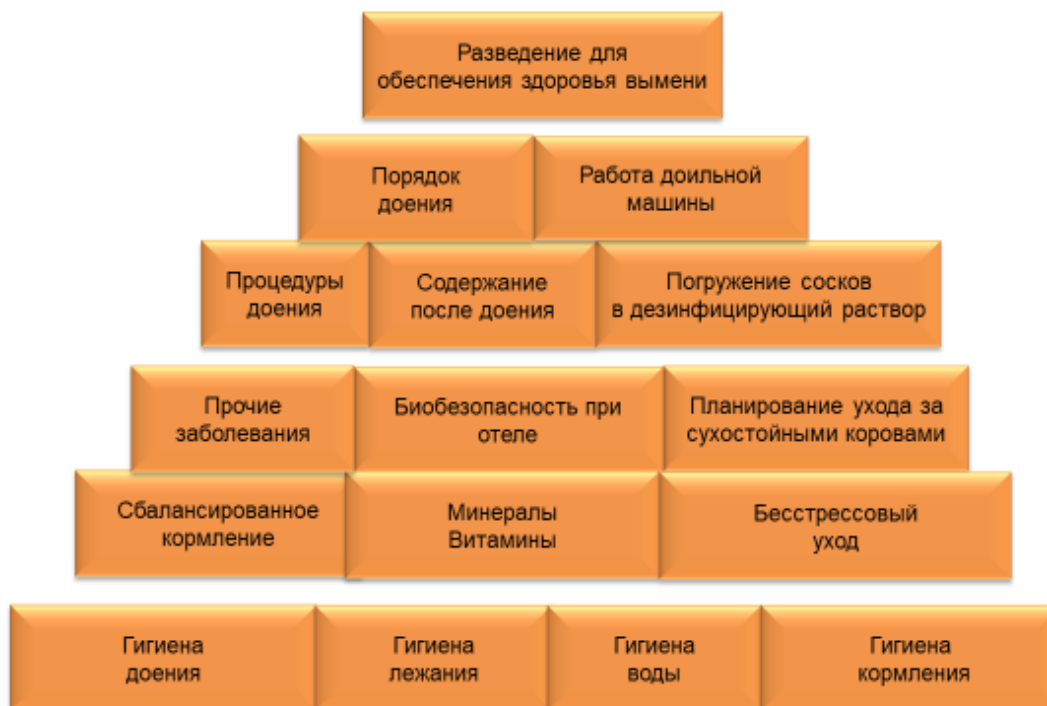 Разведение для
обеспечения здоровья вымени
Порядок
доения
Работа доильной
машины
Процедуры
доения
Содержание
после доения
Погружение сосков
в дезинфицирующий раствор
Прочие
заболевания
Биобезопасность при
отеле
Планирование ухода за
сухостойными коровами
Сбалансированное
кормление
Минералы
Витамины
Бесстрессовый
уход
Гигиена
доения
Гигиена
лежания
Гигиена
воды
Гигиена
кормления